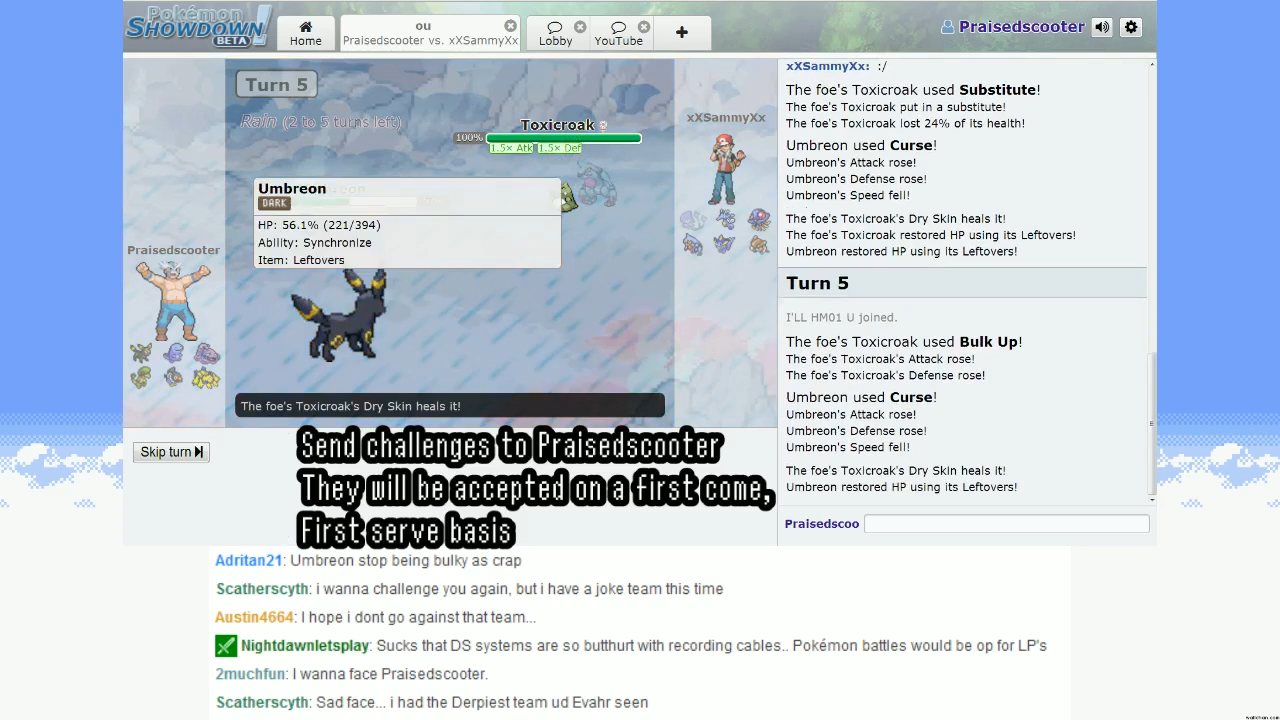 Pokémon
SHOWDOWN!
BETA
Home
ou
Praisedscooter vs. xXSammyXx
Lobby
YouTube
Praisedscooter
Turn 5
Rain (2 to 5 turns left)
Toxicroak
100%
1.5× Atk 1.5× Def
xXSammyXx
Praisedscooter
Umbreon
DARK
HP: 56.1% (221/394)
Ability: Synchronize
Item: Leftovers
The foe's Toxicroak's Dry Skin heals it!
Skip turn
xXSammyXx: :/
The foe's Toxicroak used Substitute!
The foe's Toxicroak put in a substitute!
The foe's Toxicroak lost 24% of its health!
Umbreon used Curse!
Umbreon's Attack rose!
Umbreon's Defense rose!
Umbreon's Speed fell!
The foe's Toxicroak's Dry Skin heals it!
The foe's Toxicroak restored HP using its Leftovers!
Umbreon restored HP using its Leftovers!
Turn 5
I'LL HM01 U joined.
The foe's Toxicroak used Bulk Up!
The foe's Toxicroak's Attack rose!
The foe's Toxicroak's Defense rose!
Umbreon used Curse!
Umbreon's Attack rose!
Umbreon's Defense rose!
Umbreon's Speed fell!
The foe's Toxicroak's Dry Skin heals it!
Umbreon restored HP using its Leftovers!
Praisedscoo
Send challenges to Praisedscooter
They will be accepted on a first come,
First serve basis
Adritan21: Umbreon stop being bulky as crap
Scatherscyth: i wanna challenge you again, but i have a joke team this time
Austin4664: I hope i dont go against that team...
Nightdawnletsplay: Sucks that DS systems are so butthurt with recording cables.. Pokémon battles would be op for LP's
2muchfun: I wanna face Praisedscooter.
Scatherscyth: Sad face... i had the Derpiest team ud Evahr seen
wallchan.com